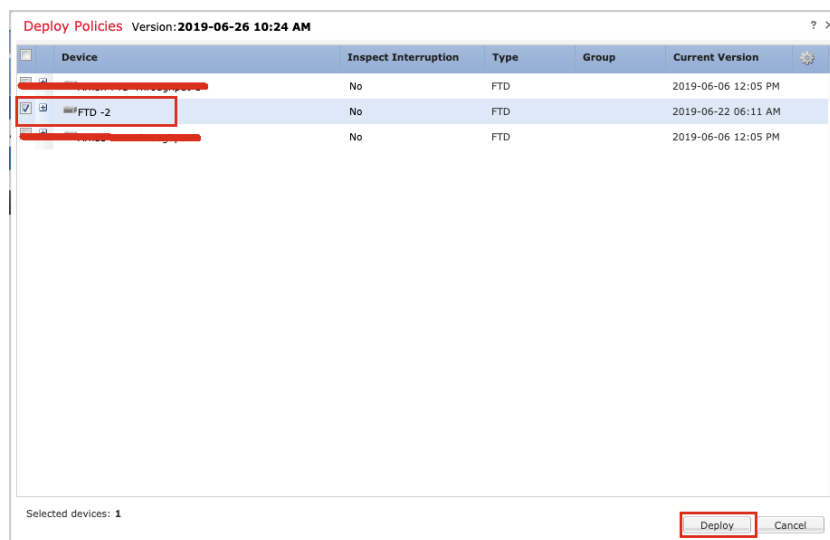 Deploy Policies Version:2019-06-26 10:24 AM ?
Device Inspect Interruption Type Group Current Version
No FTD 2019-06-06 12:05 PM
FTD -2 No FTD 2019-06-22 06:11 AM
No FTD 2019-06-06 12:05 PM
Selected devices: 1
Deploy Cancel